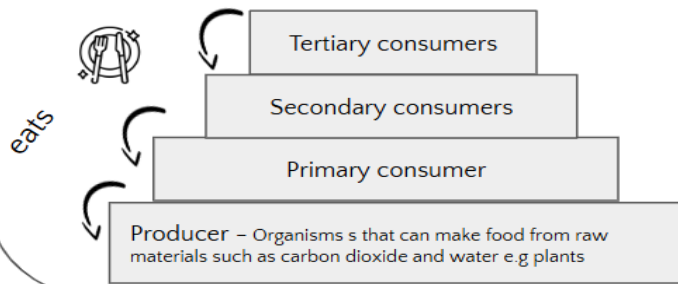 Tertiary consumers
Secondary consumers
eats
Primary consumer
Producer – Organisms s that can make food from raw
materials such as carbon dioxide and water e.g plants